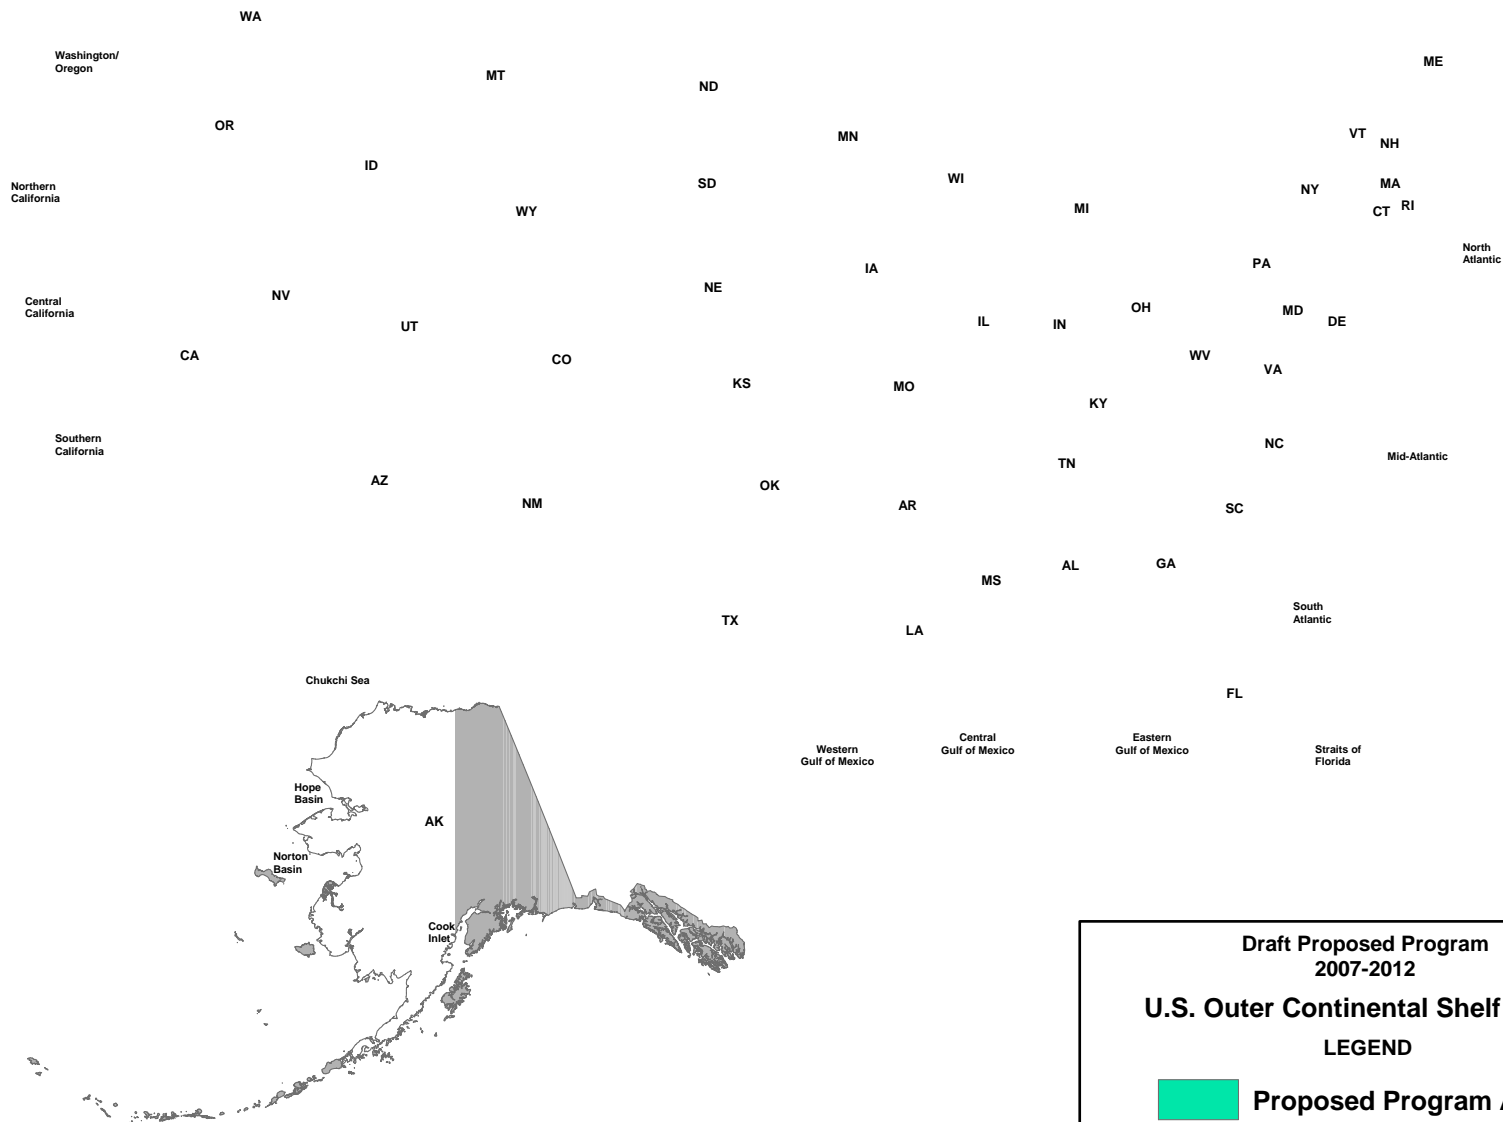 WA
Washington/
Oregon
ME
MT
ND
OR
MN
VT
NH
ID
WI
SD
MA
NY
Northern
California
RI
MI
WY
CT
North
Atlantic
PA
IA
NE
NV
Central
California
OH
MD
IL
DE
IN
UT
CA
WV
CO
VA
KS
MO
KY
Southern
California
NC
Mid-Atlantic
TN
AZ
OK
NM
AR
SC
GA
AL
MS
South
Atlantic
TX
LA
Chukchi Sea
FL
Western
Gulf of Mexico
Central
Gulf of Mexico
Eastern
Gulf of Mexico
Straits of
Florida
Hope
Basin
AK
Norton
Basin
Cook
Inlet
Draft Proposed Program
2007-2012
U.S. Outer Continental Shelf
LEGEND
Proposed Program